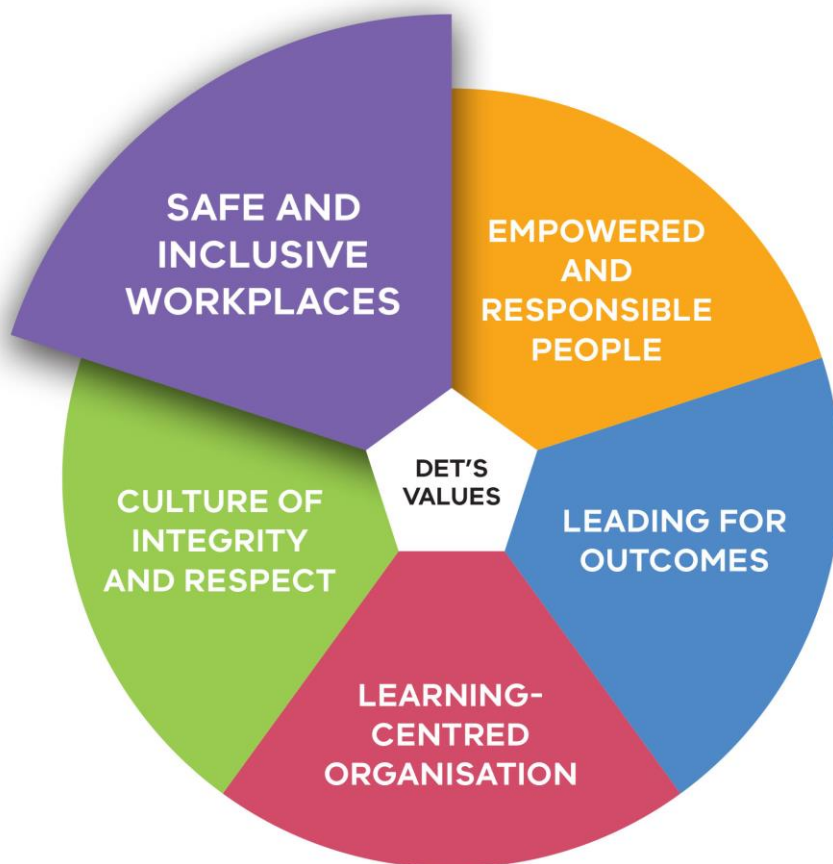 SAFE AND
INCLUSIVE
WORKPLACES
EMPOWERED
AND
RESPONSIBLE
PEOPLE
LEADING FOR
OUTCOMES
LEARNING-
CENTRED
ORGANISATION
CULTURE OF
INTEGRITY
AND RESPECT
DET'S
VALUES